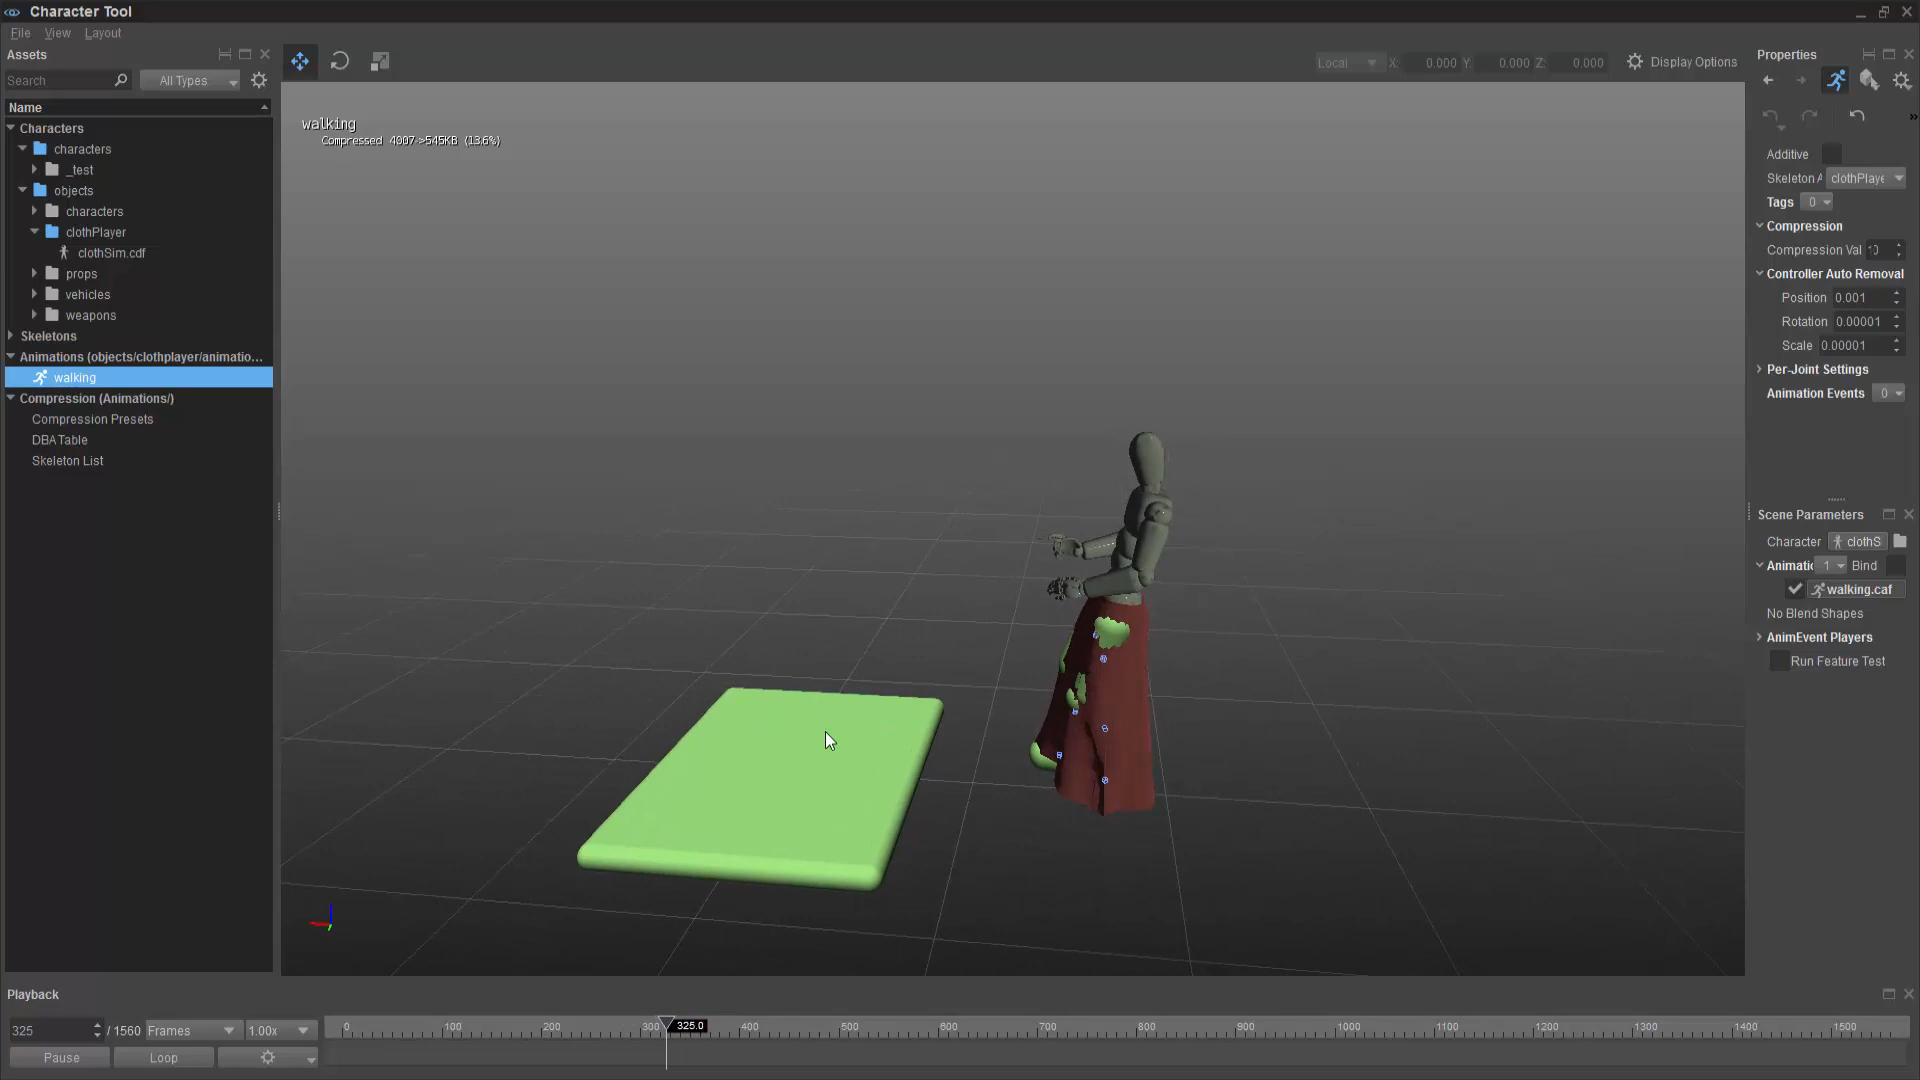 Character Tool
File View Layout
Assets
Search
All Types
Name
Characters
characters
_test
objects
characters
clothPlayer
clothSim.cdf
props
vehicles
weapons
Skeletons
Animations (objects/clothplayer/animatio...
walking
Compression (Animations/)
Compression Presets
DBA Table
Skeleton List
Local X: 0.000 Y: 0.000 Z: 0.000 Display Options
walking
Compressed 4007->545KB (13.6%)
Properties
»
Additive
Skeleton A clothPlaye
Tags 0
Compression
Compression Val 10
Controller Auto Removal
Position 0.001
Rotation 0.00001
Scale 0.00001
Per-Joint Settings
Animation Events 0
Scene Parameters
Character clothS
Animatic 1 Bind
walking.caf
No Blend Shapes
AnimEvent Players
Run Feature Test
Playback
325 / 1560 Frames 1.00x
0 100 200 300 325.0 400 500 600 700 800 900 1000 1100 1200 1300 1400 1500
Pause Loop